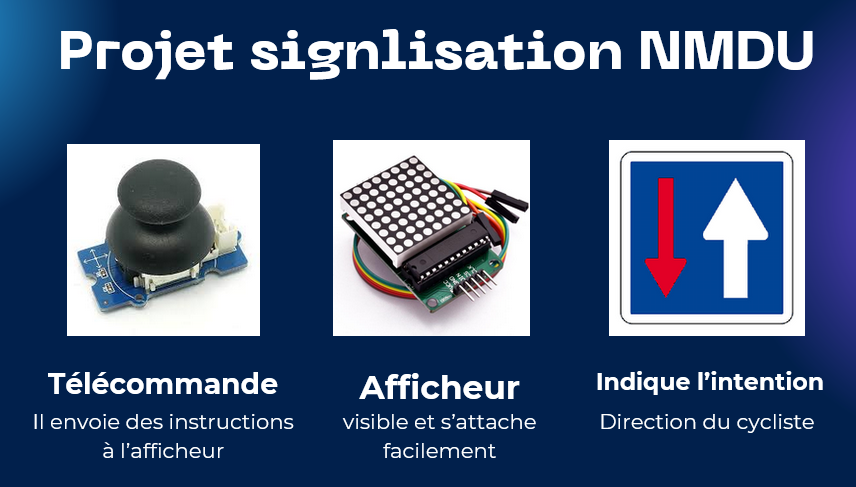 Projet signlisation NMDU
Télécommande
Il envoie des instructions
à l'afficheur
Afficheur
visible et s'attache
facilement
Indique l'intention
Direction du cycliste